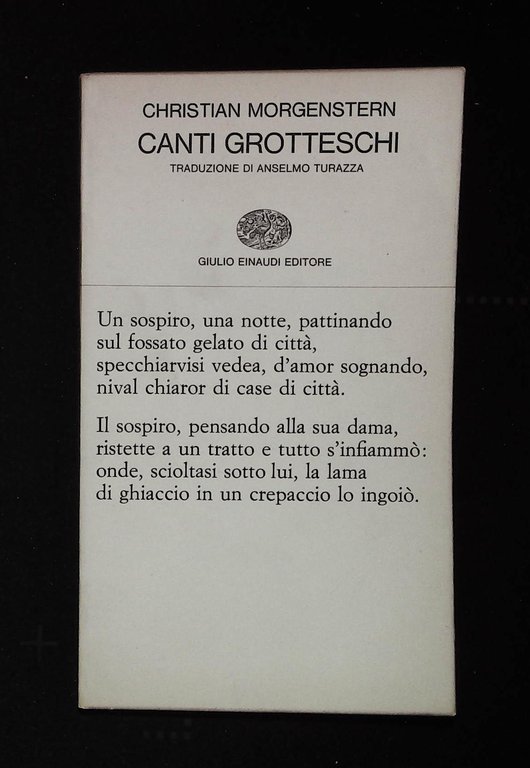 CHRISTIAN MORGENSTERN
CANTI GROTTESCHI
TRADUZIONE DI ANSELMO TURAZZA
GIULIO EINAUDI EDITORE
Un sospiro, una notte, pattinando
sul fossato gelato di città,
specchiarvisi vedea, d'amor sognando,
nival chiaror di case di città.
Il sospiro, pensando alla sua dama,
ristette a un tratto e tutto s'infiammò:
onde, scioltasi sotto lui, la lama
di ghiaccio in un crepaccio lo ingoiò.